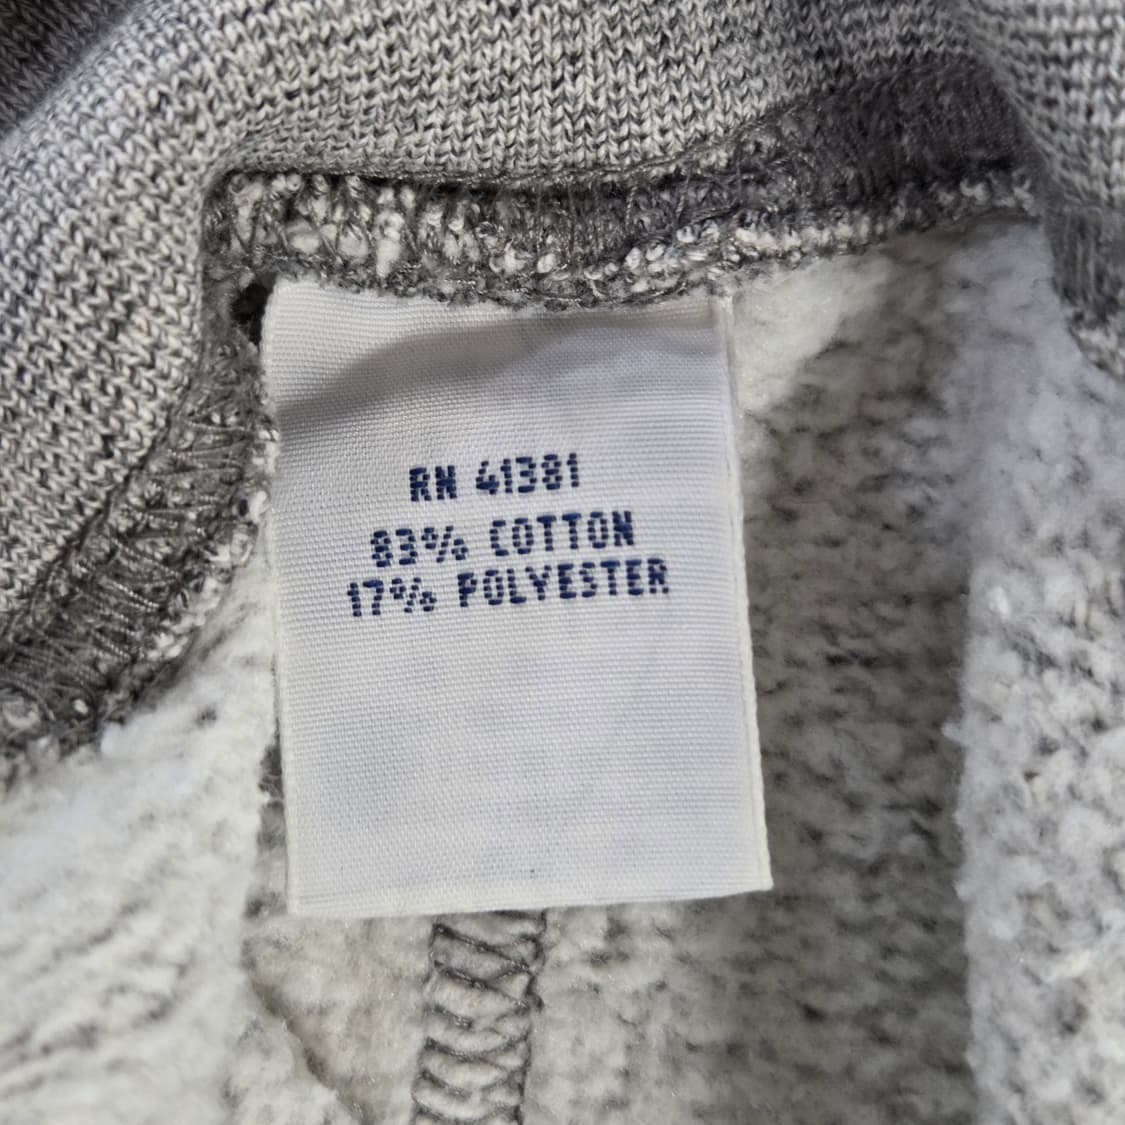 RN 41381
83% COTTON
17% POLYESTER